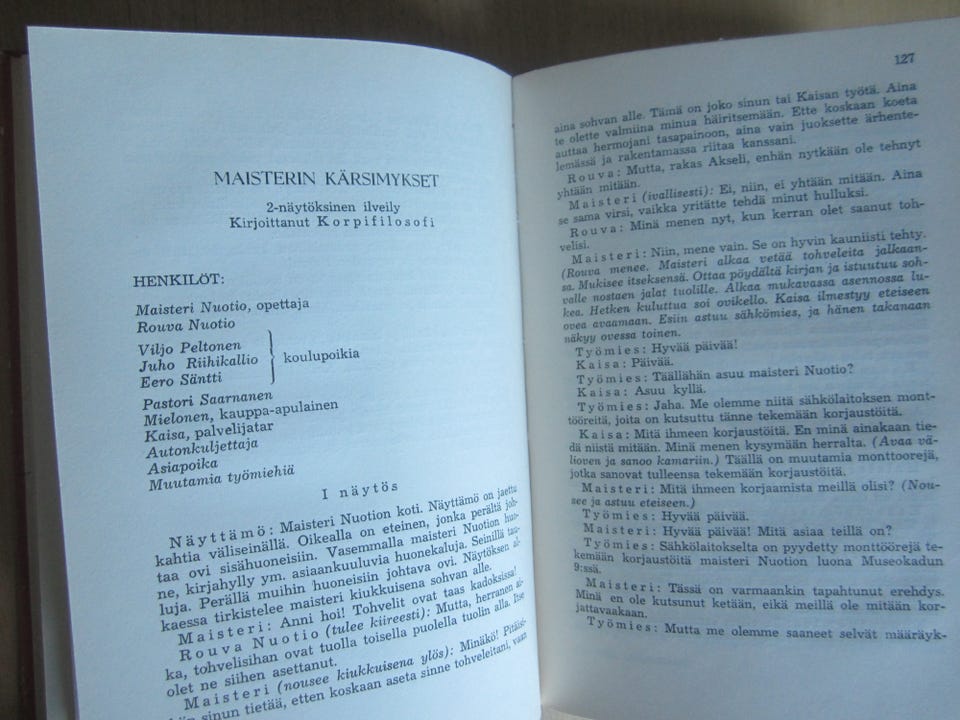 MAISTERIN KÄRSIMYKSET
2-näytöksinen ilveily
Kirjoittanut Korpifilosofi
HENKILÖT:
Maisteri Nuotio, opettaja
Rouva Nuotio
Viljo Peltonen
Juho Riihikallio
Eero Säntti
koulupoikia
Pastori Saarnanen
Mielonen, kauppa-apulainen
Kaisa, palvelijatar
Autonkuljettaja
Asiapoika
Muutamia työmiehiä
I näytös
Näyttämö: Maisteri Nuotion koti. Näyttämö on jaettu
kahtia väliseinällä. Oikealla on eteinen, jonka perältä joh-
taa ovi sisähuoneisiin. Vasemmalla maisteri Nuotion huo-
ne, kirjahylly ym. asiaankuuluvia huonekaluja. Seinillä tau-
luja. Perällä muihin huoneisiin johtava ovi. Näytöksen al-
kaessa tirkistelee maisteri kiukkuisena sohvan alle.
Maisteri: Anni hoi! Tohvelit ovat taas kadoksissa!
Rouva Nuotio (tulee kiireesti): Mutta, herranen ai-
ka, tohvelisihan ovat tuolla toisella puolella tuolin alla. Itse
olet ne siihen asettanut.
Maisteri (nousee kiukkuisena ylös): Minäkö! Pitäisi-
hän sinun tietää, etten koskaan aseta sinne tohveleitani, vaan
127
aina sohvan alle. Tämä on joko sinun tai Kaisan työtä. Aina
te olette valmiina minua häiritsemään. Ette koskaan koeta
auttaa hermojani tasapainoon, aina vain juoksette ärhente-
lemässä ja rakentamassa riitaa kanssani.
Rouva: Mutta, rakas Akseli, enhän nytkään ole tehnyt
yhtään mitään.
Maisteri (ivallisesti): Ei, niin, ei yhtään mitään. Aina
se sama virsi, vaikka yritätte tehdä minut hulluksi.
Rouva: Minä menen nyt, kun kerran olet saanut toh-
velisi.
Maisteri: Niin, mene vain. Se on hyvin kauniisti tehty.
(Rouva menee. Maisteri alkaa vetää tohveleita jalkaan-
sa. Mukisee itseksensä. Ottaa pöydältä kirjan ja istuutuu soh-
valle nostaen jalat tuolille. Alkaa mukavassa asennossa lu-
kea. Hetken kuluttua soi ovikello. Kaisa ilmestyy eteiseen
ovea avaamaan. Esiin astuu sähkömies, ja hänen takanaan
näkyy ovessa toinen.
Työmies: Hyvää päivää!
Kaisa: Päivää.
Työmies: Täällähän asuu maisteri Nuotio?
Kaisa: Asuu kyllä.
Työmies: Jaha. Me olemme niitä sähkölaitoksen mont-
tööreitä, joita on kutsuttu tänne tekemään korjaustöitä.
Kaisa: Mitä ihmeen korjaustöitä. En minä ainakaan tie-
dä niistä mitään. Minä menen kysymään herralta. (Avaa vä-
lioven ja sanoo kamariin.) Täällä on muutamia monttoorejä,
jotka sanovat tulleensa tekemään korjaustöitä.
Maisteri: Mitä ihmeen korjaamista meillä olisi? (Nou-
see ja astuu eteiseen.)
Työmies: Hyvää päivää.
Maisteri: Hyvää päivää! Mitä asiaa teillä on?
Työmies: Sähkölaitokselta on pyydetty monttöörejä te-
kemään korjaustöitä maisteri Nuotion luona Museokadun
9:ssä.
Maisteri: Tässä on varmaankin tapahtunut erehdys.
Minä en ole kutsunut ketään, eikä meillä ole mitään kor-
jattavaakaan.
Työmies: Mutta me olemme saaneet selvät määräyk-